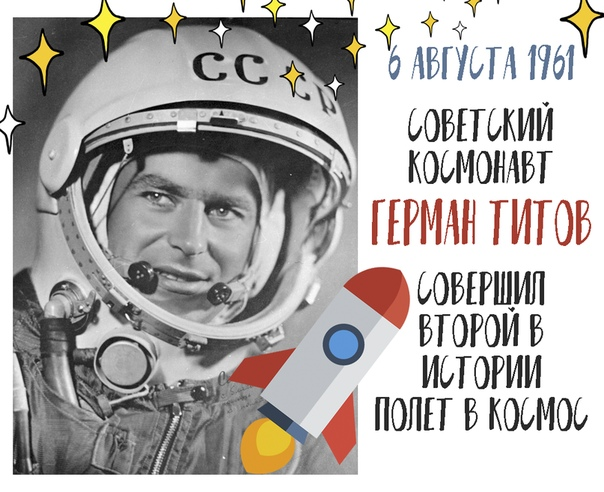 СССР
6 АВГУСТА 1961
СОВЕТСКИЙ
КОСМОНАВТ
ГЕРМАН ТИТОВ
СОВЕРШИЛ
ВТОРОЙ В
ИСТОРИИ
ПОЛЕТ В КОСМОС